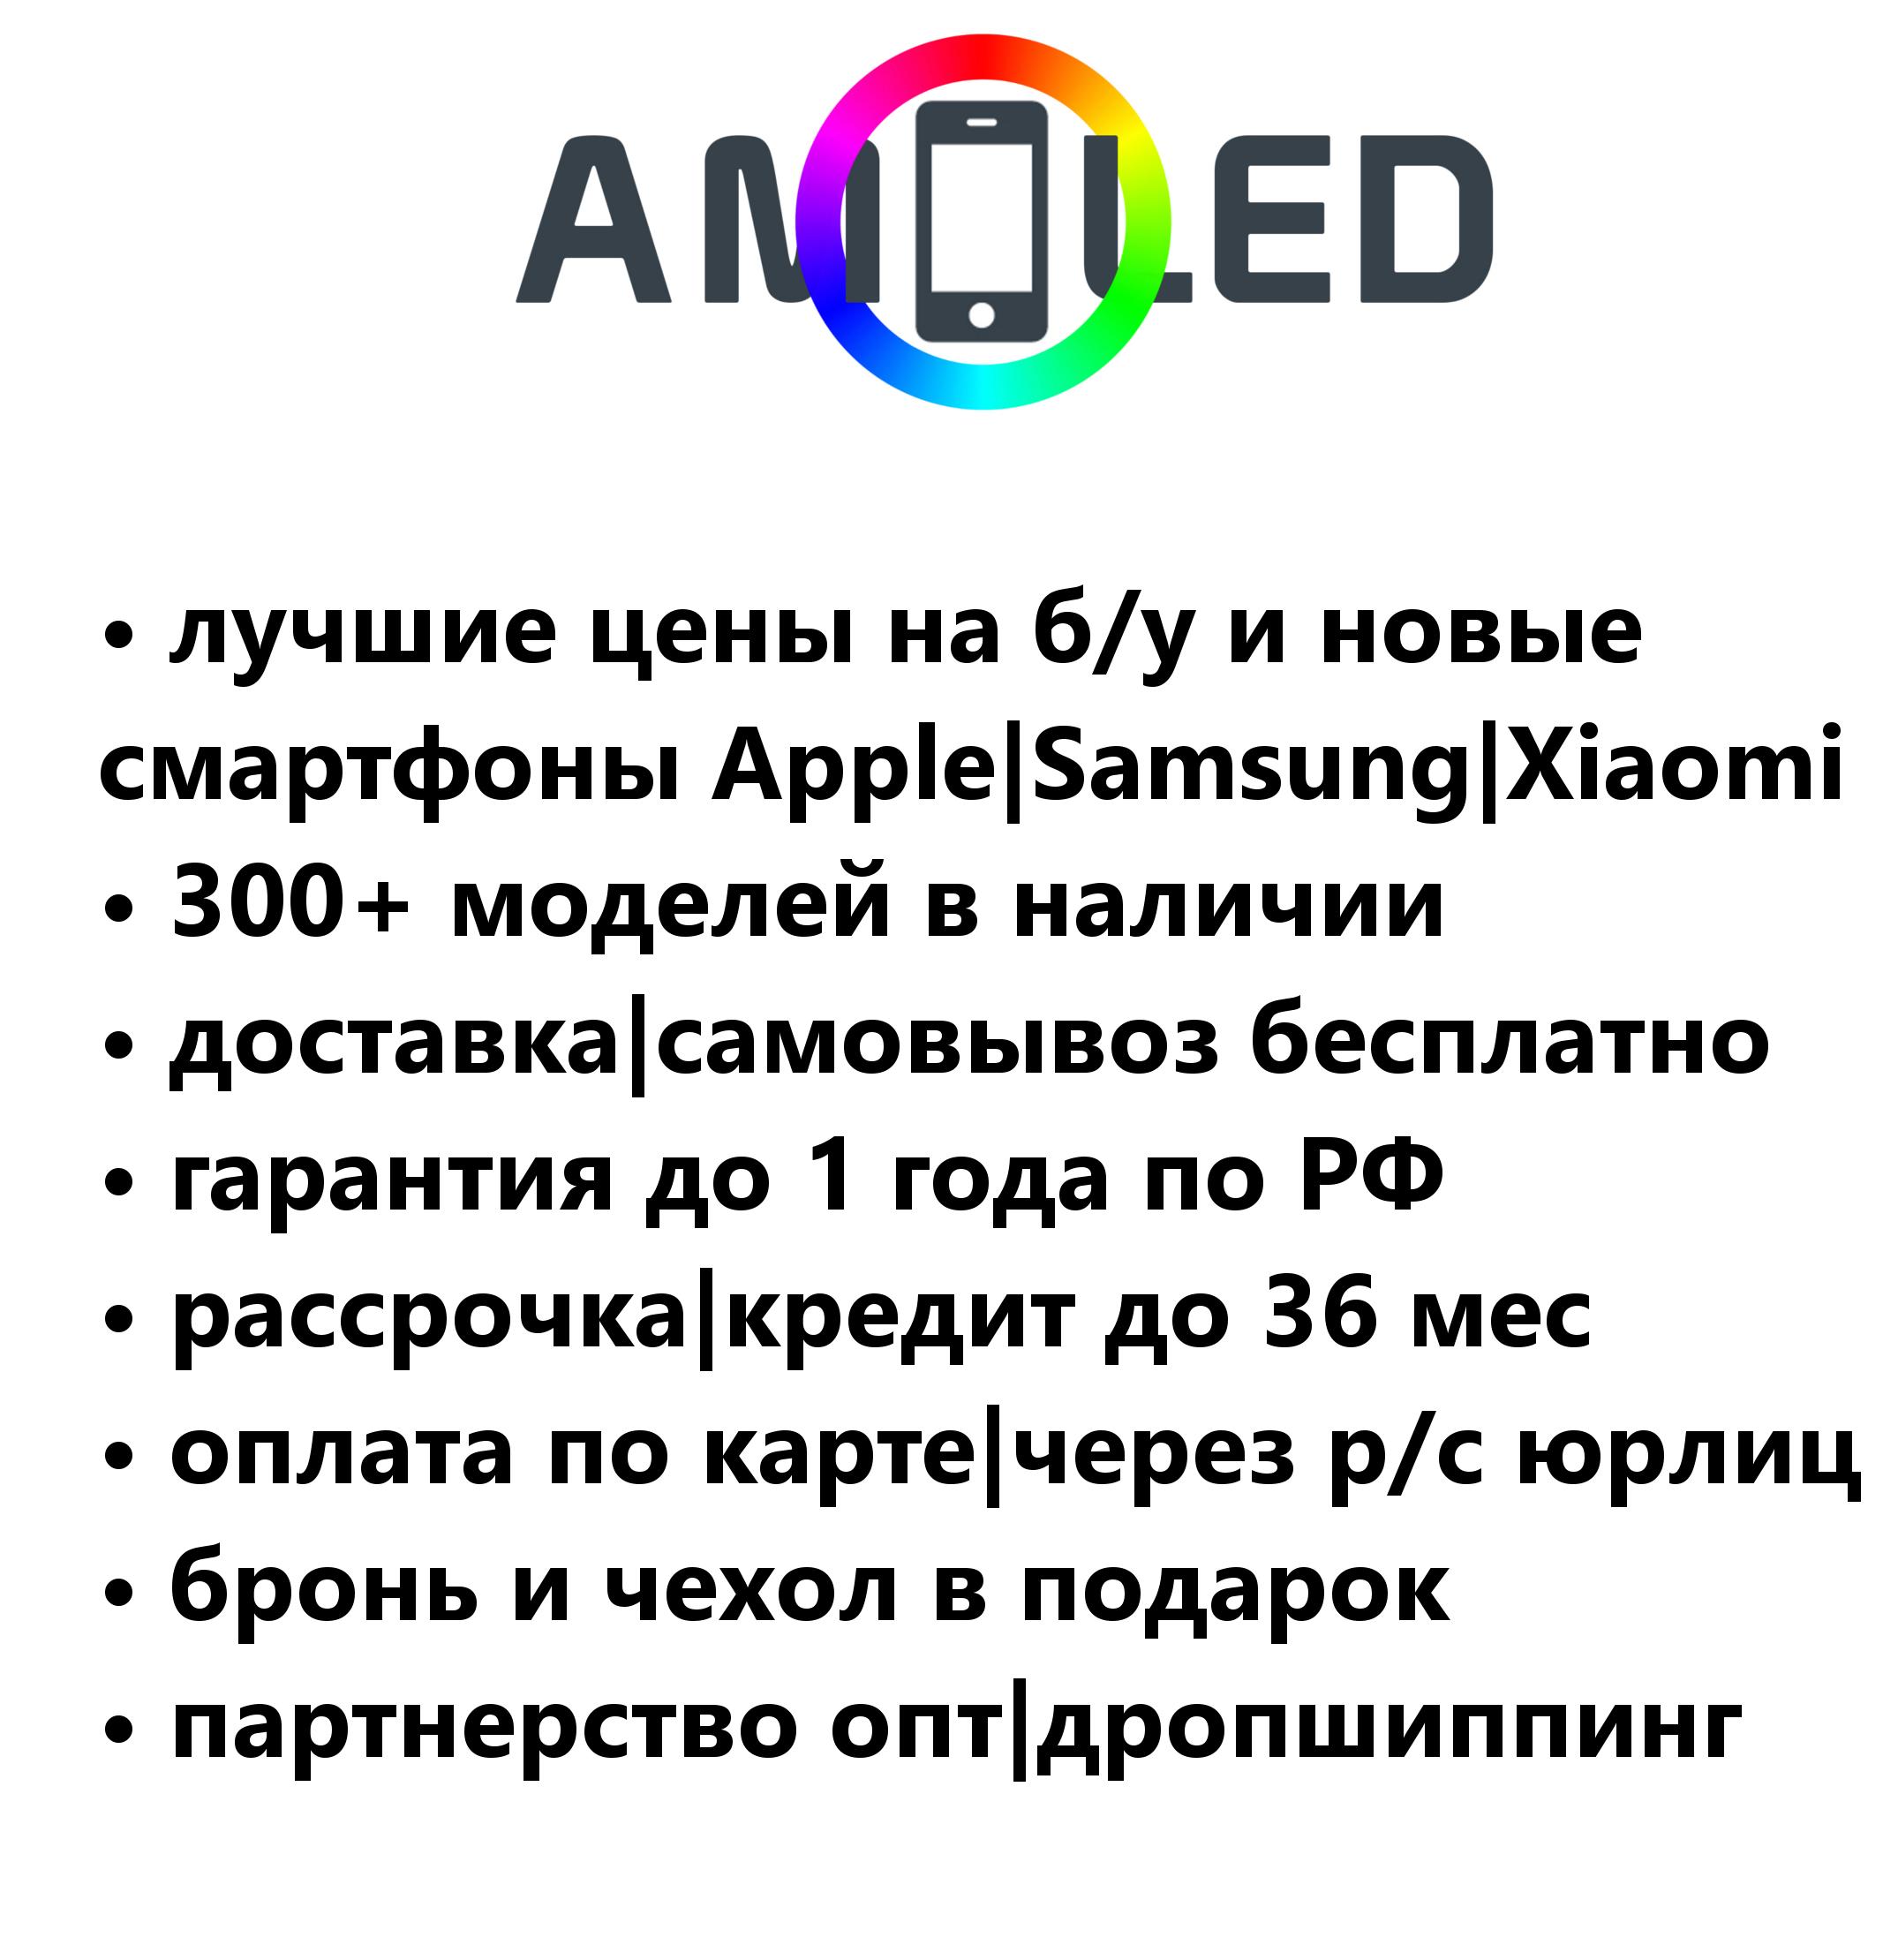 AMOLED
• лучшие цены на б/у и новые
смартфоны Apple|Samsung|Xiaomi
• 300+ моделей в наличии
• доставка|самовывоз бесплатно
• гарантия до 1 года по РФ
• рассрочка|кредит до 36 мес
• оплата по карте|через р/с юрлиц
• бронь и чехол в подарок
• партнерство опт|дропшиппинг